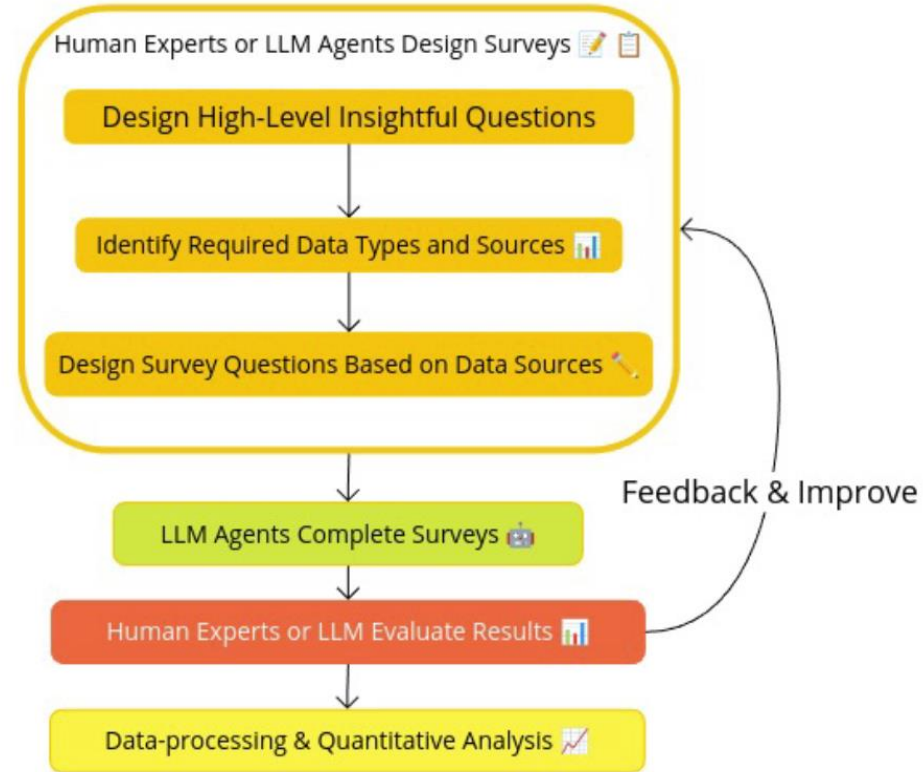 Human Experts or LLM Agents Design Surveys 📝 📋
Design High-Level Insightful Questions
Identify Required Data Types and Sources 📊
Design Survey Questions Based on Data Sources ✏️
Feedback & Improve
LLM Agents Complete Surveys 🤖
Human Experts or LLM Evaluate Results 📊
Data-processing & Quantitative Analysis 📈